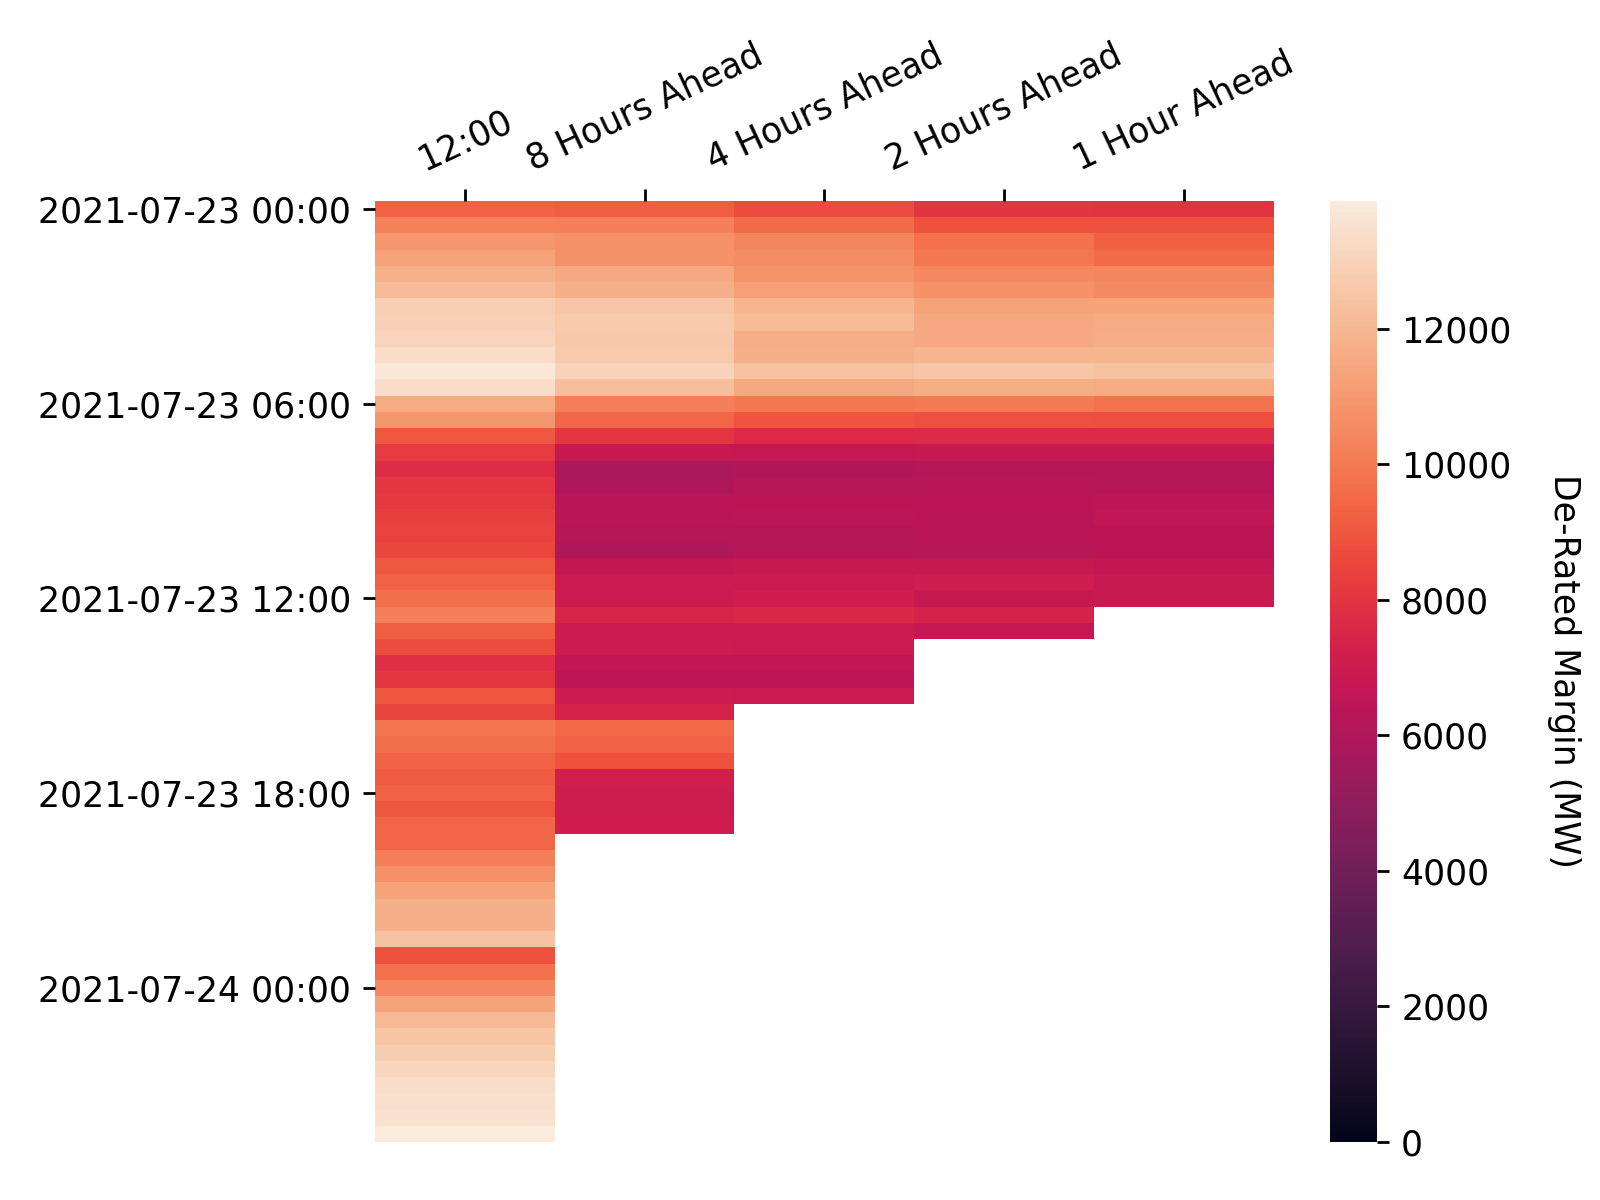 12:00
8 Hours Ahead
4 Hours Ahead
2 Hours Ahead
1 Hour Ahead
2021-07-23 00:00
2021-07-23 06:00
2021-07-23 12:00
2021-07-23 18:00
2021-07-24 00:00
12000
10000
8000
6000
4000
2000
0
De-Rated Margin (MW)